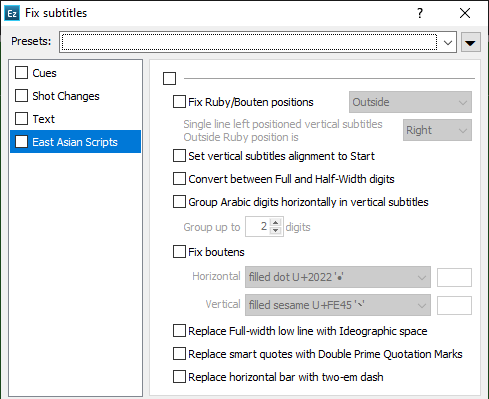 Ez Fix subtitles ?
Presets:
Cues
Shot Changes
Text
East Asian Scripts
Fix Ruby/Bouten positions Outside
Single line left positioned vertical subtitles
Outside Ruby position is Right
Set vertical subtitles alignment to Start
Convert between Full and Half-Width digits
Group Arabic digits horizontally in vertical subtitles
Group up to 2 digits
Fix boutens
Horizontal filled dot U+2022 '•'
Vertical filled sesame U+FE45 '﹅'
Replace Full-width low line with Ideographic space
Replace smart quotes with Double Prime Quotation Marks
Replace horizontal bar with two-em dash